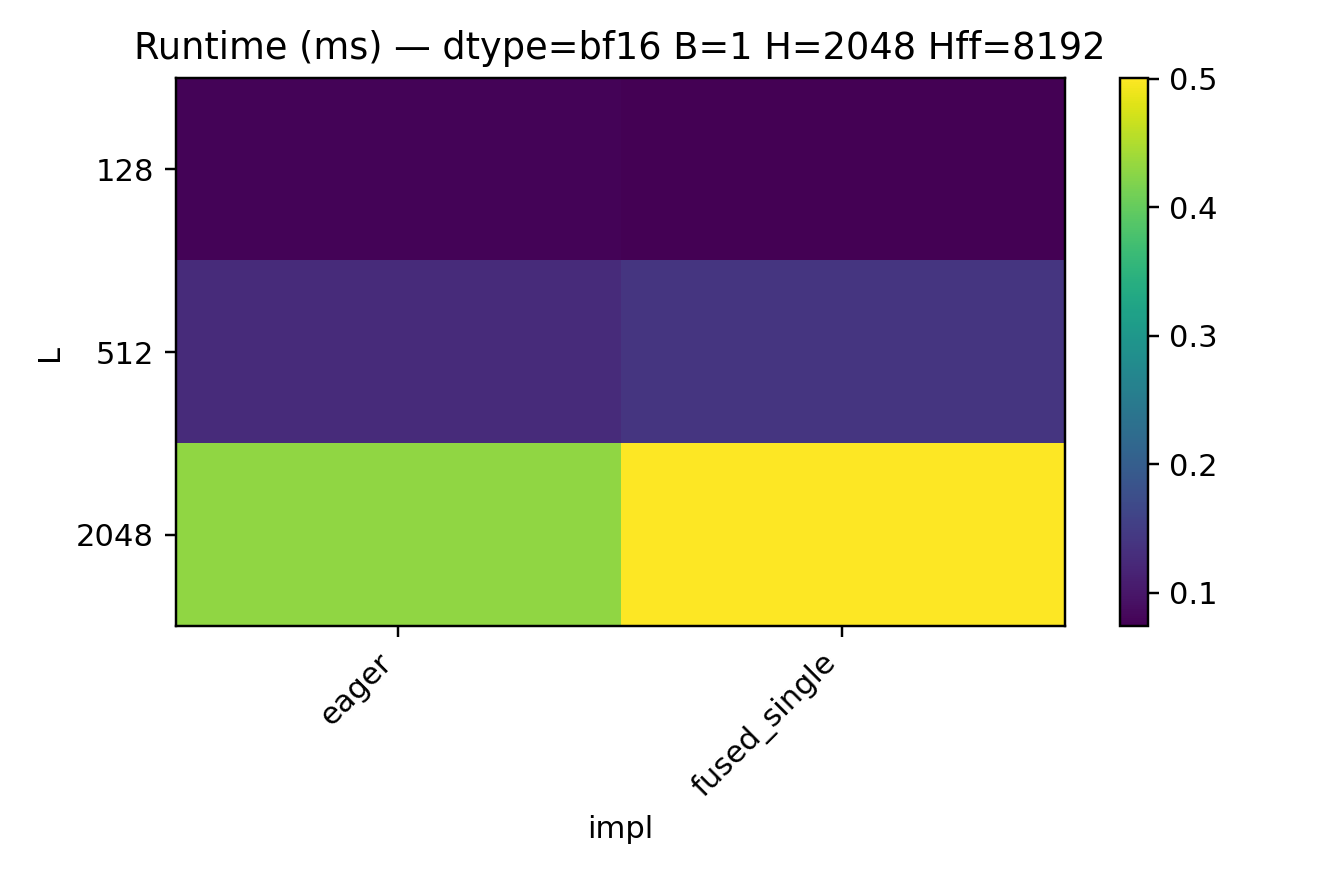 Runtime (ms) — dtype=bf16 B=1 H=2048 Hff=8192
128
512
2048
L
eager
fused_single
impl
0.5
0.4
0.3
0.2
0.1